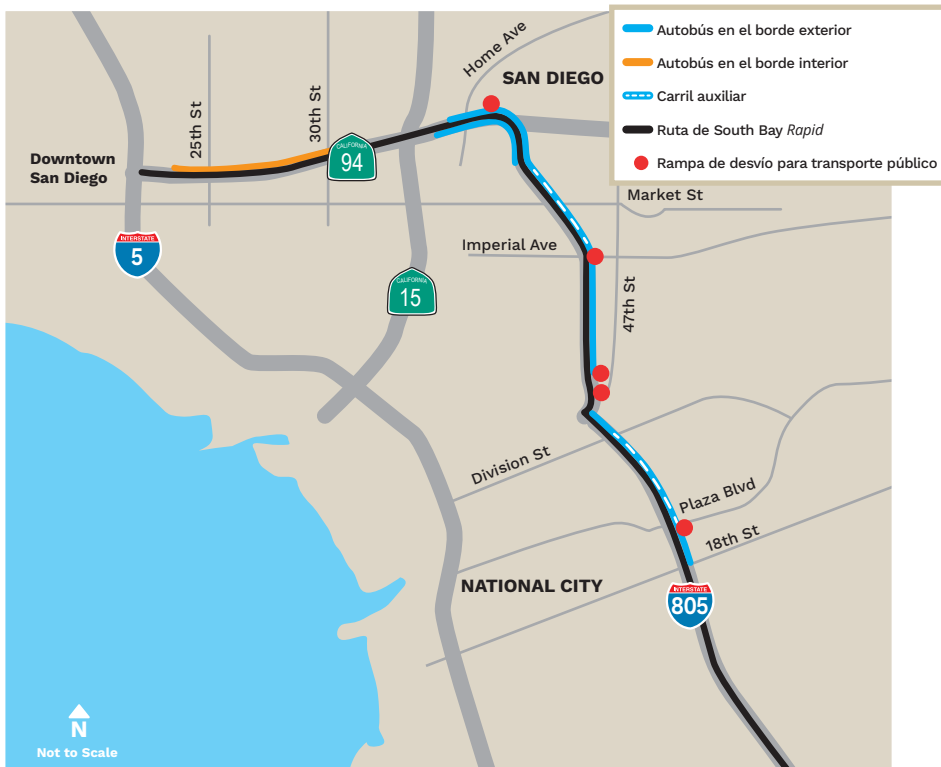 Autobús en el borde exterior
Autobús en el borde interior
Carril auxiliar
Ruta de South Bay Rapid
Rampa de desvío para transporte público
Home Ave
SAN DIEGO
25th St
30th St
CALIFORNIA
94
Downtown
San Diego
Market St
INTERSTATE
5
Imperial Ave
CALIFORNIA
15
47th St
Division St
Plaza Blvd
18th St
NATIONAL CITY
INTERSTATE
805
N
Not to Scale